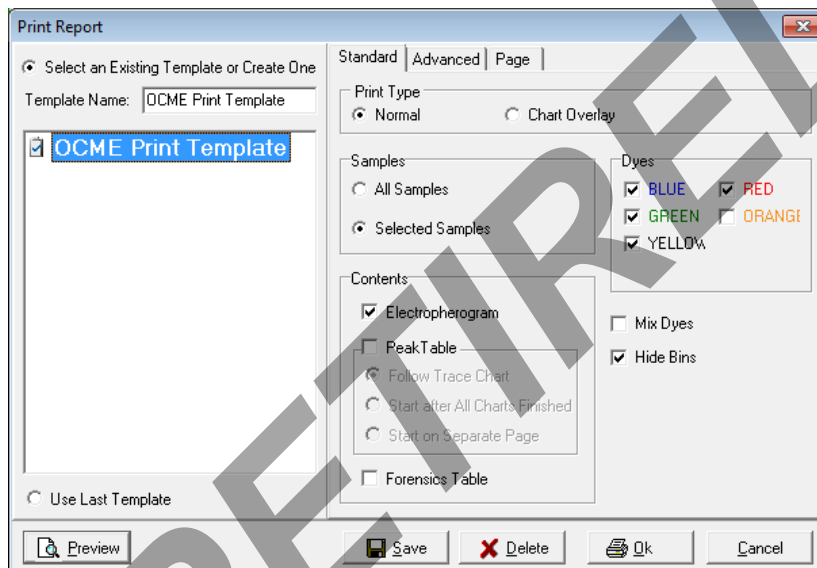 Print Report
Select an Existing Template or Create One
Template Name: OCME Print Template
OCME Print Template
Use Last Template
Standard Advanced Page
Print Type
Normal Chart Overlay
Samples
All Samples
Selected Samples
Dyes
BLUE RED
GREEN ORANGE
YELLOW
Contents
Electropherogram
PeakTable
Follow Trace Chart
Start after All Charts Finished
Start on Separate Page
Forensics Table
Mix Dyes
Hide Bins
Preview Save Delete Ok Cancel
RETIRED